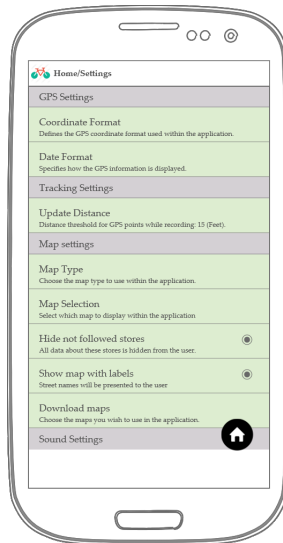 Home/Settings
GPS Settings
Coordinate Format
Defines the GPS coordinate format used within the application.
Date Format
Specifies how the GPS information is displayed.
Tracking Settings
Update Distance
Distance threshold for GPS points while recording: 15 (Feet).
Map settings
Map Type
Choose the map type to use within the application.
Map Selection
Select which map to display within the application
Hide not followed stores
All data about these stores is hidden from the user.
Show map with labels
Street names will be presented to the user
Download maps
Choose the maps you wish to use in the application.
Sound Settings